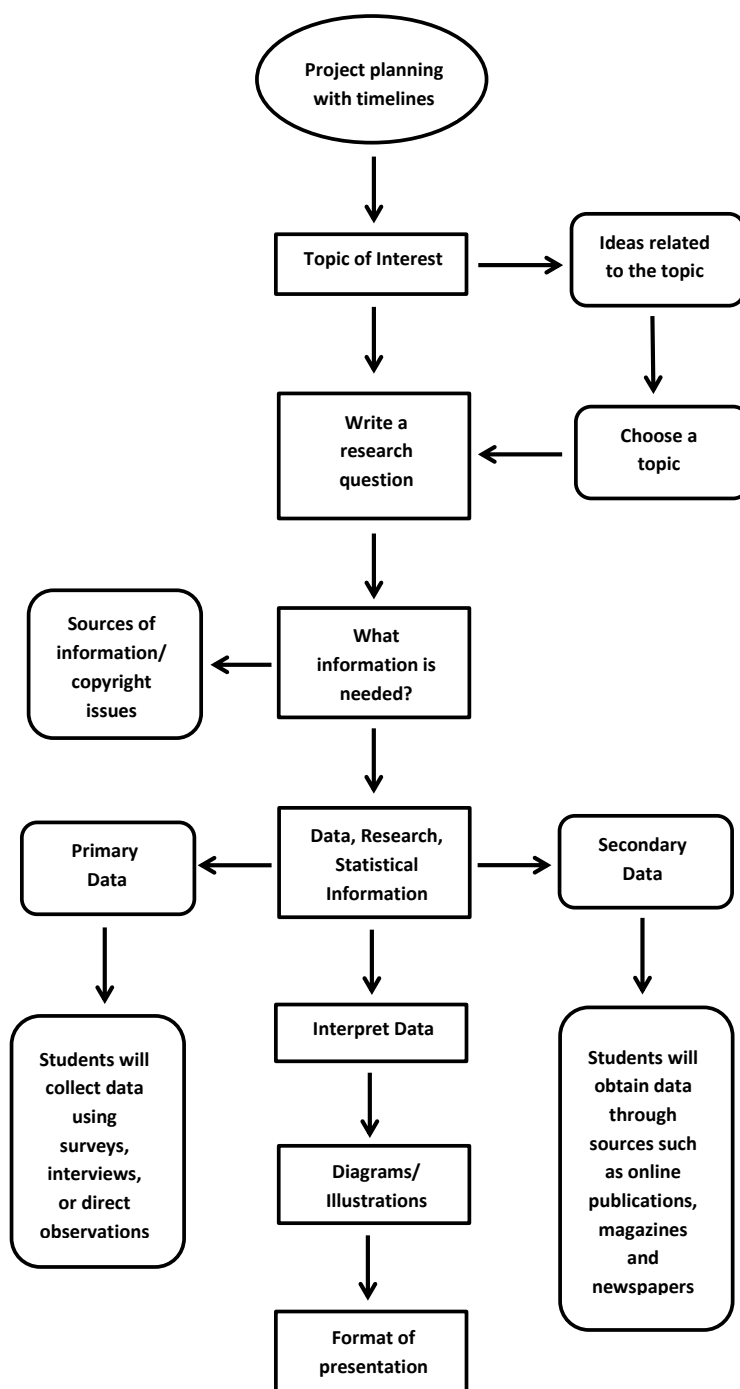 Project planning
with timelines
Topic of Interest
Ideas related
to the topic
Write a
research
question
Choose a
topic
Sources of
information/
copyright
issues
What
information is
needed?
Primary
Data
Data, Research,
Statistical
Information
Secondary
Data
Students will
collect data
using
surveys,
interviews,
or direct
observations
Interpret Data
Students will
obtain data
through
sources such
as online
publications,
magazines
and
newspapers
Diagrams/
Illustrations
Format of
presentation